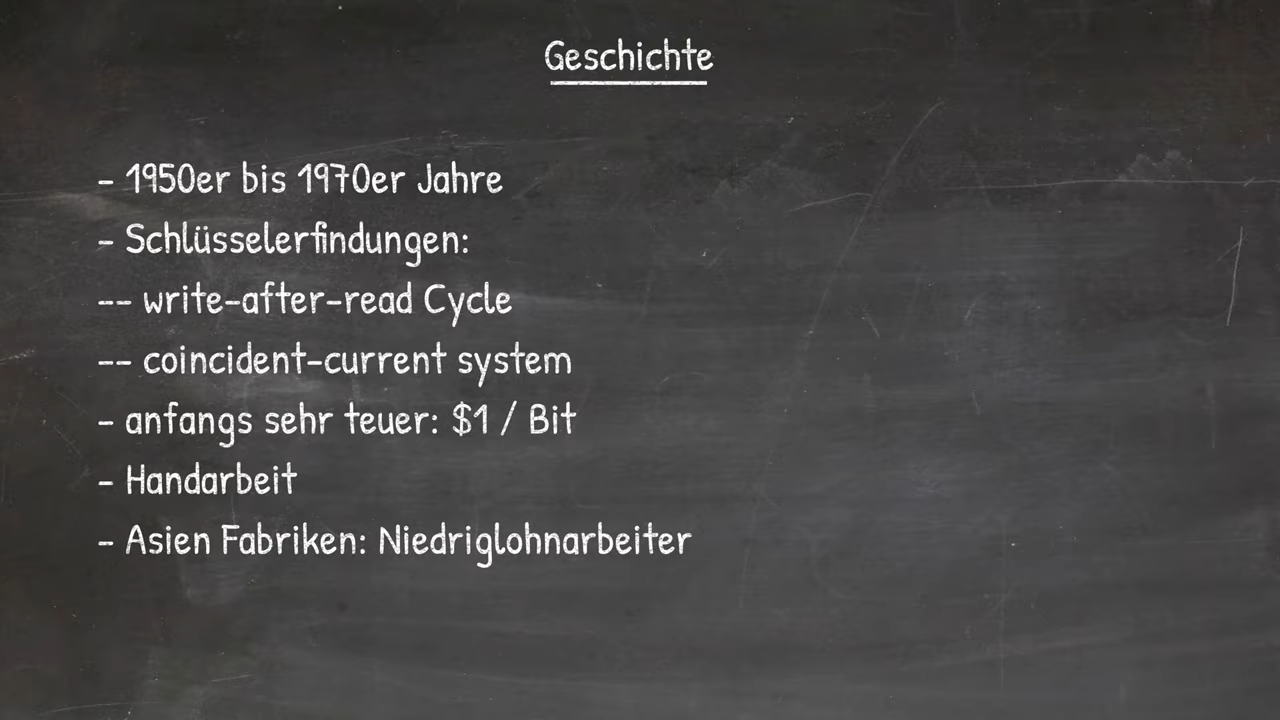 Geschichte
- 1950er bis 1970er Jahre
- Schlüsselerfindungen:
-- write-after-read Cycle
-- coincident-current system
- anfangs sehr teuer: $1 / Bit
- Handarbeit
- Asien Fabriken: Niedriglohnarbeiter